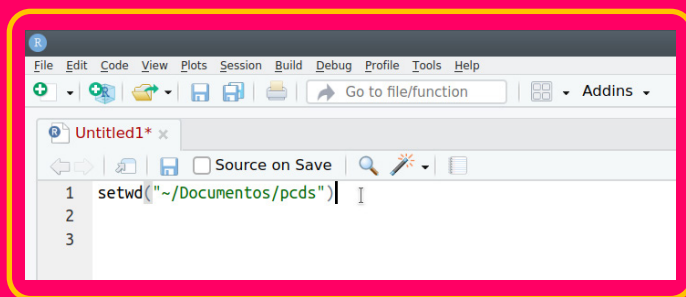 R
File Edit Code View Plots Session Build Debug Profile Tools Help
R Go to file/function Addins
R Untitled1*
Source on Save
1 setwd("~/Documentos/pcds")
2
3